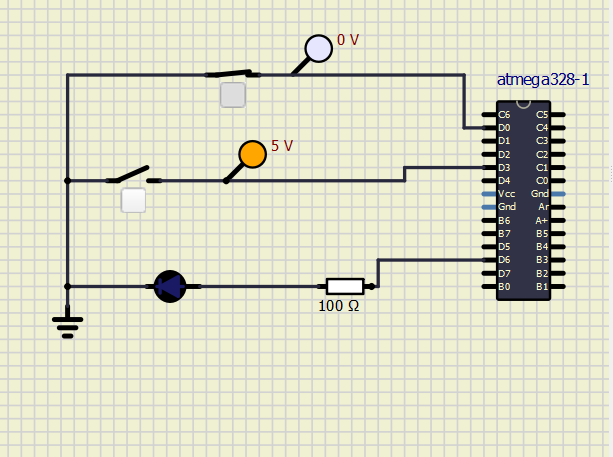 0 V
atmega328-1
5 V
C6 C5
D0 C4
D1 C3
D2 C2
D3 C1
D4 C0
Vcc Gnd
Gnd Ar
B6 A+
B7 B5
D5 B4
D6 B3
D7 B2
B0 B1
100 Ω